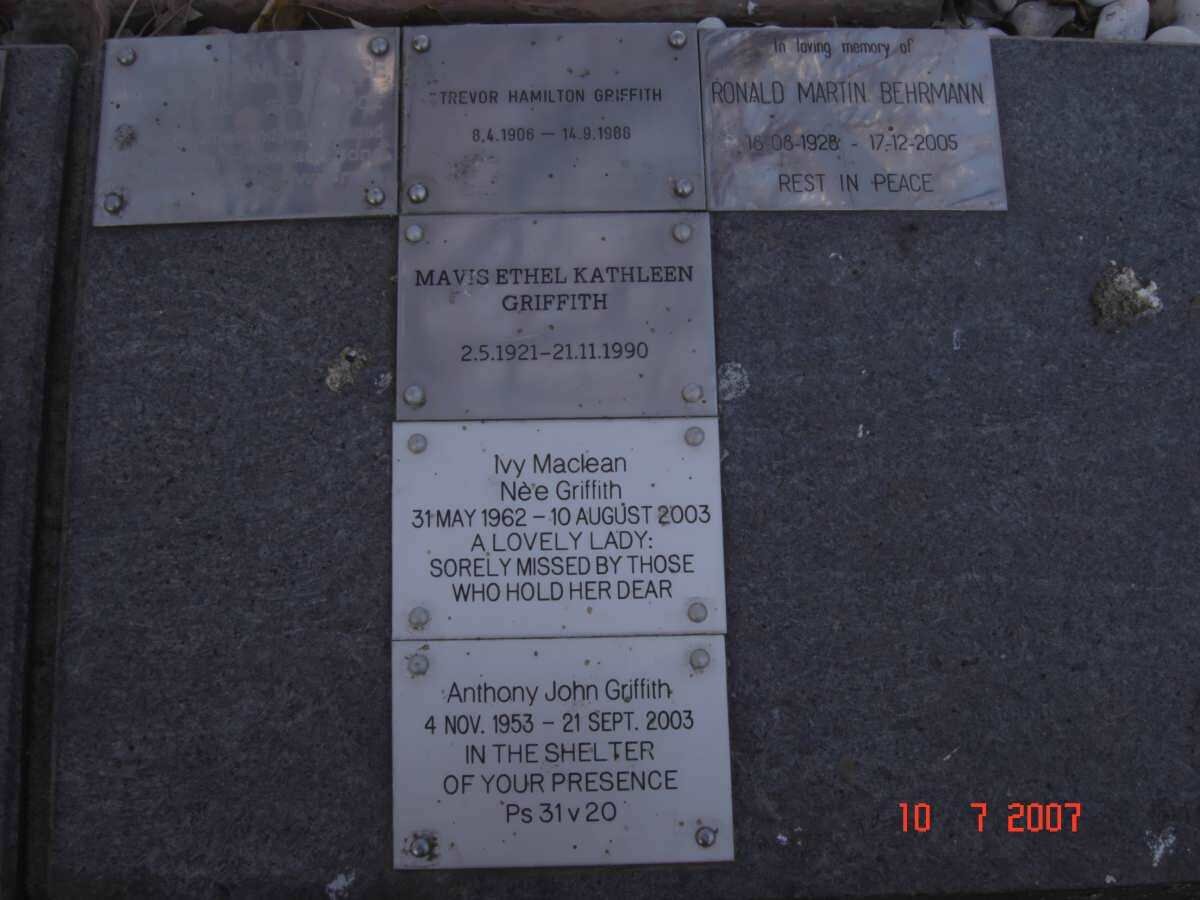 TREVOR HAMILTON GRIFFITH
8.4.1906 – 14.9.1986
In loving memory of
RONALD MARTIN BEHRMANN
18-08-1928 - 17-12-2005
REST IN PEACE
MAVIS ETHEL KATHLEEN
GRIFFITH
2.5.1921–21.11.1990
Ivy Maclean
Nèe Griffith
31 MAY 1962 – 10 AUGUST 2003
A LOVELY LADY:
SORELY MISSED BY THOSE
WHO HOLD HER DEAR
Anthony John Griffith
4 NOV. 1953 – 21 SEPT. 2003
IN THE SHELTER
OF YOUR PRESENCE
Ps 31 v 20
10 7 2007